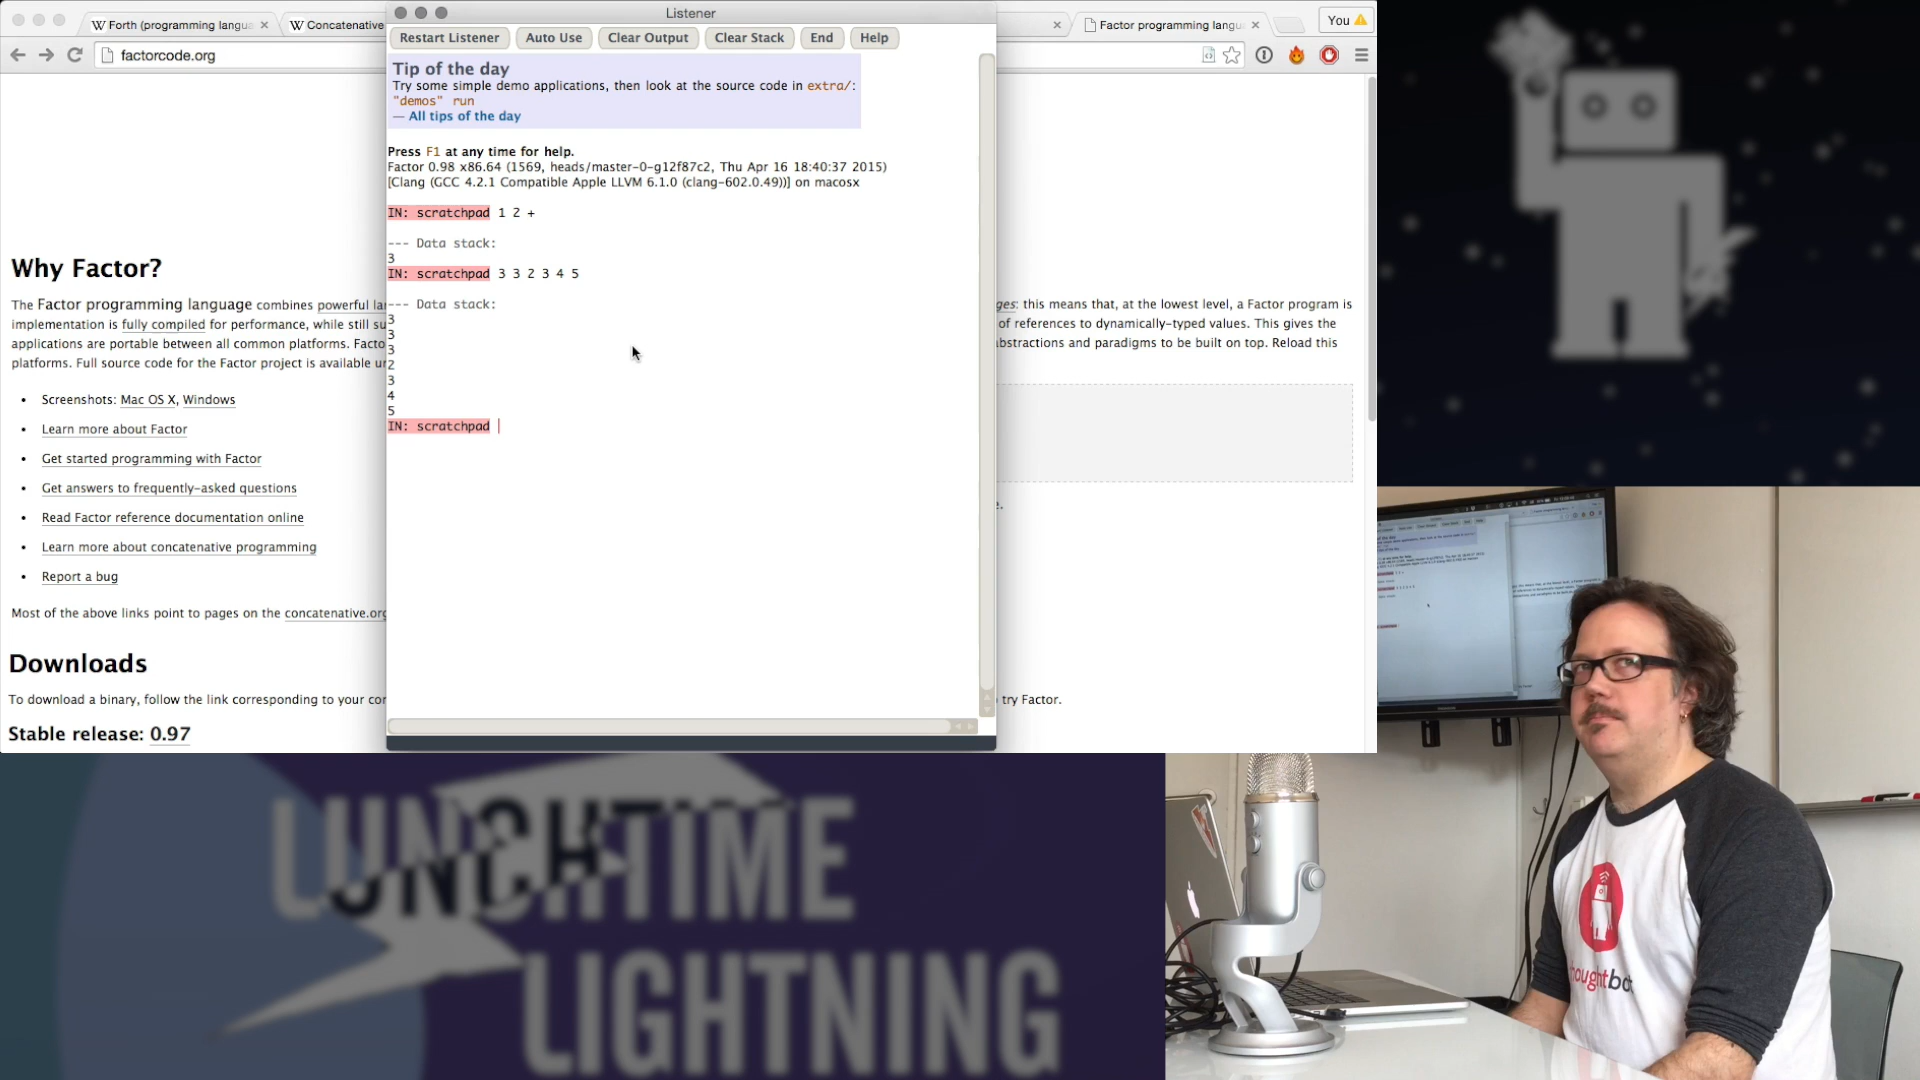 Forth (programming langua
Concatenative
Factor programming langu
You
factorcode.org
Listener
Restart Listener
Auto Use
Clear Output
Clear Stack
End
Help
Tip of the day
Try some simple demo applications, then look at the source code in extra/:
"demos" run
— All tips of the day
Press F1 at any time for help.
Factor 0.98 x86.64 (1569, heads/master-0-g12f87c2, Thu Apr 16 18:40:37 2015)
[Clang (GCC 4.2.1 Compatible Apple LLVM 6.1.0 (clang-602.0.49))] on macosx
IN: scratchpad 1 2 +
--- Data stack:
3
IN: scratchpad 3 3 2 3 4 5
--- Data stack:
3
3
3
2
3
4
5
IN: scratchpad
Why Factor?
The Factor programming language combines powerful la
implementation is fully compiled for performance, while still su
applications are portable between all common platforms. Facto
platforms. Full source code for the Factor project is available u
ges: this means that, at the lowest level, a Factor program is
of references to dynamically-typed values. This gives the
bstractions and paradigms to be built on top. Reload this
e.
• Screenshots: Mac OS X, Windows
• Learn more about Factor
• Get started programming with Factor
• Get answers to frequently-asked questions
• Read Factor reference documentation online
• Learn more about concatenative programming
• Report a bug
Most of the above links point to pages on the concatenative.org
Downloads
To download a binary, follow the link corresponding to your co
try Factor.
Stable release: 0.97
LUNCHTIME
LIGHTNING
houghtbot